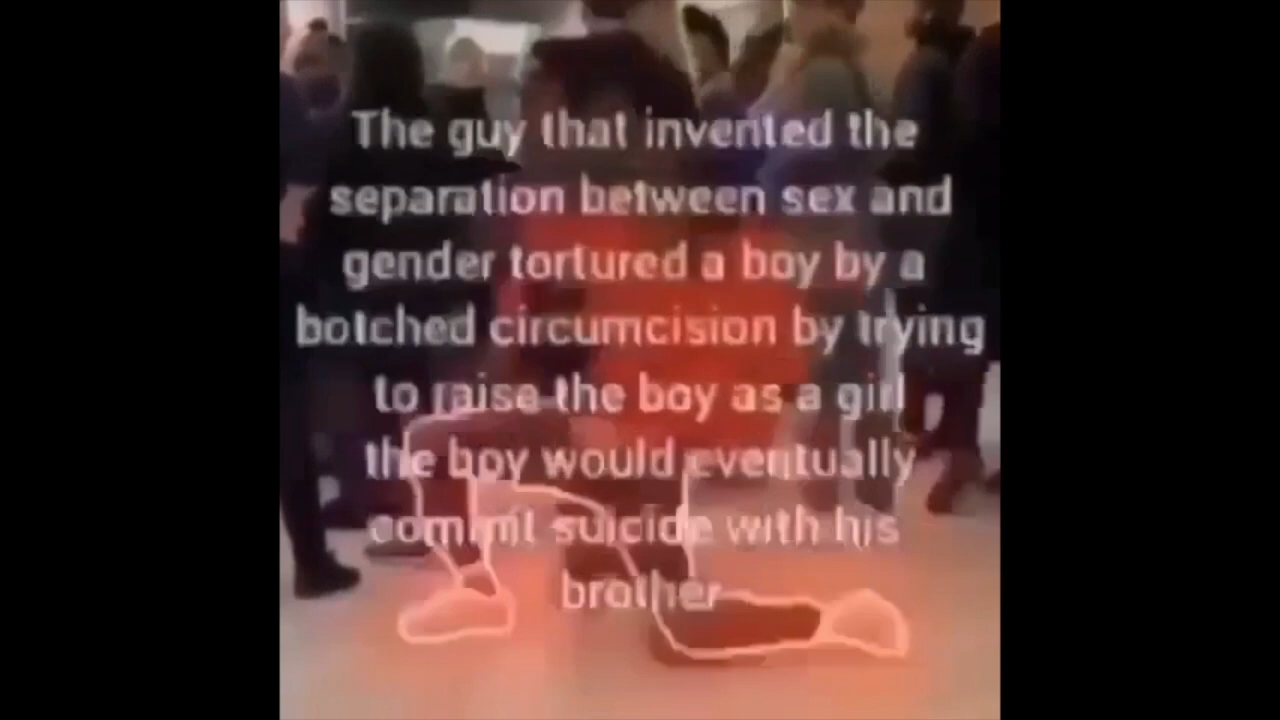 The guy that invented the
separation between sex and
gender tortured a boy by a
botched circumcision by trying
to raise the boy as a girl
the boy would eventually
commit suicide with his
brother